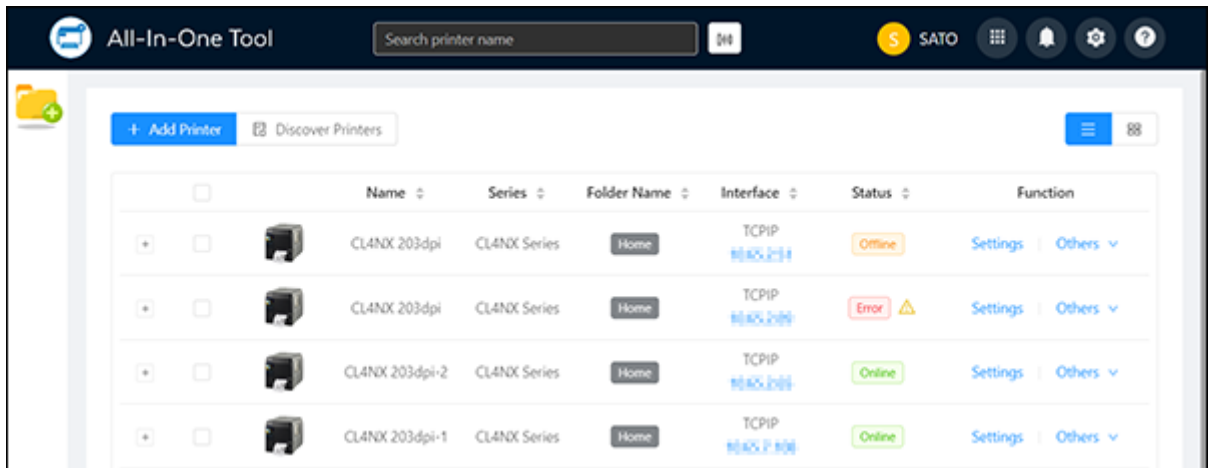 All-In-One Tool Search printer name S SATO
+ Add Printer Discover Printers
Name Series Folder Name Interface Status Function
CL4NX 203dpi CL4NX Series Home TCPIP Offline Settings Others
CL4NX 203dpi CL4NX Series Home TCPIP Error Settings Others
CL4NX 203dpi-2 CL4NX Series Home TCPIP Online Settings Others
CL4NX 203dpi-1 CL4NX Series Home TCPIP Online Settings Others